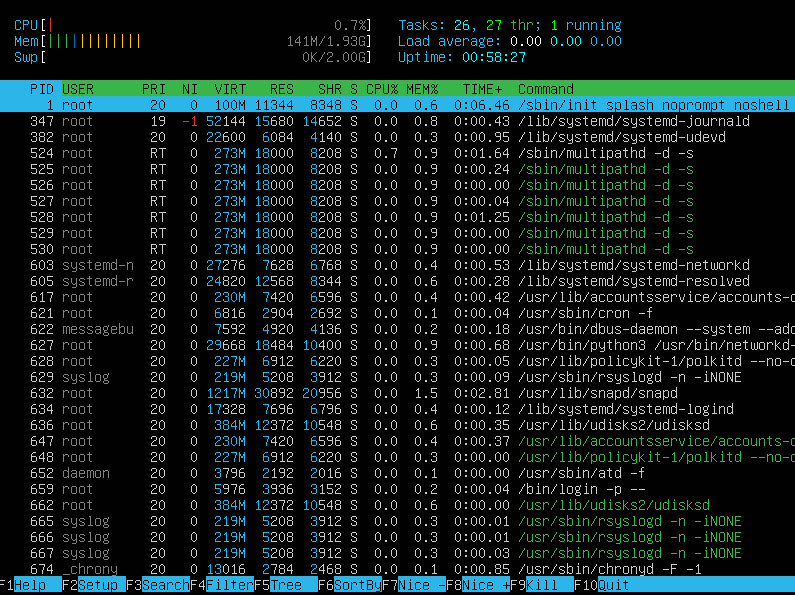 CPU[| 0.7%] Tasks: 26, 27 thr; 1 running
Mem[|||||||||||| 141M/1.93G] Load average: 0.00 0.00 0.00
Swp[ 0K/2.00G] Uptime: 00:58:27
PID USER PRI NI VIRT RES SHR S CPU% MEM% TIME+ Command
1 root 20 0 100M 11344 8348 S 0.0 0.6 0:06.46 /sbin/init splash noprompt noshell
347 root 19 -1 52144 15680 14652 S 0.0 0.8 0:00.43 /lib/systemd/systemd-journald
382 root 20 0 22600 6084 4140 S 0.0 0.3 0:00.95 /lib/systemd/systemd-udevd
524 root RT 0 273M 18000 8208 S 0.7 0.9 0:01.64 /sbin/multipathd -d -s
525 root RT 0 273M 18000 8208 S 0.0 0.9 0:00.24 /sbin/multipathd -d -s
526 root RT 0 273M 18000 8208 S 0.0 0.9 0:00.00 /sbin/multipathd -d -s
527 root RT 0 273M 18000 8208 S 0.0 0.9 0:00.04 /sbin/multipathd -d -s
528 root RT 0 273M 18000 8208 S 0.0 0.9 0:01.25 /sbin/multipathd -d -s
529 root RT 0 273M 18000 8208 S 0.0 0.9 0:00.00 /sbin/multipathd -d -s
530 root RT 0 273M 18000 8208 S 0.0 0.9 0:00.00 /sbin/multipathd -d -s
603 systemd-n 20 0 27276 7628 6768 S 0.0 0.4 0:00.53 /lib/systemd/systemd-networkd
605 systemd-r 20 0 24820 12568 8344 S 0.0 0.6 0:00.28 /lib/systemd/systemd-resolved
617 root 20 0 230M 7420 6596 S 0.0 0.4 0:00.42 /usr/lib/accountsservice/accounts-d
621 root 20 0 6816 2904 2692 S 0.0 0.1 0:00.04 /usr/sbin/cron -f
622 messagebu 20 0 7592 4920 4136 S 0.0 0.2 0:00.18 /usr/bin/dbus-daemon --system --add
627 root 20 0 29668 18484 10400 S 0.0 0.9 0:00.68 /usr/bin/python3 /usr/bin/networkd-
628 root 20 0 227M 6912 6220 S 0.0 0.3 0:00.05 /usr/lib/policykit-1/polkitd --no-d
629 syslog 20 0 219M 5208 3912 S 0.0 0.3 0:00.09 /usr/sbin/rsyslogd -n -iNONE
632 root 20 0 1217M 30892 20956 S 0.0 1.5 0:02.81 /usr/lib/snapd/snapd
634 root 20 0 17328 7696 6796 S 0.0 0.4 0:00.12 /lib/systemd/systemd-logind
636 root 20 0 384M 12372 10548 S 0.0 0.6 0:00.35 /usr/lib/udisks2/udisksd
647 root 20 0 230M 7420 6596 S 0.0 0.4 0:00.37 /usr/lib/accountsservice/accounts-d
648 root 20 0 227M 6912 6220 S 0.0 0.3 0:00.00 /usr/lib/policykit-1/polkitd --no-d
652 daemon 20 0 3796 2192 2016 S 0.0 0.1 0:00.00 /usr/sbin/atd -f
659 root 20 0 5976 3936 3152 S 0.0 0.2 0:00.04 /bin/login -p --
662 root 20 0 384M 12372 10548 S 0.0 0.6 0:00.00 /usr/lib/udisks2/udisksd
665 syslog 20 0 219M 5208 3912 S 0.0 0.3 0:00.01 /usr/sbin/rsyslogd -n -iNONE
666 syslog 20 0 219M 5208 3912 S 0.0 0.3 0:00.01 /usr/sbin/rsyslogd -n -iNONE
667 syslog 20 0 219M 5208 3912 S 0.0 0.3 0:00.03 /usr/sbin/rsyslogd -n -iNONE
674 _chrony 20 0 13016 2784 2468 S 0.0 0.1 0:00.85 /usr/sbin/chronyd -F -1
F1Help F2Setup F3SearchF4FilterF5Tree F6SortByF7Nice -F8Nice +F9Kill F10Quit